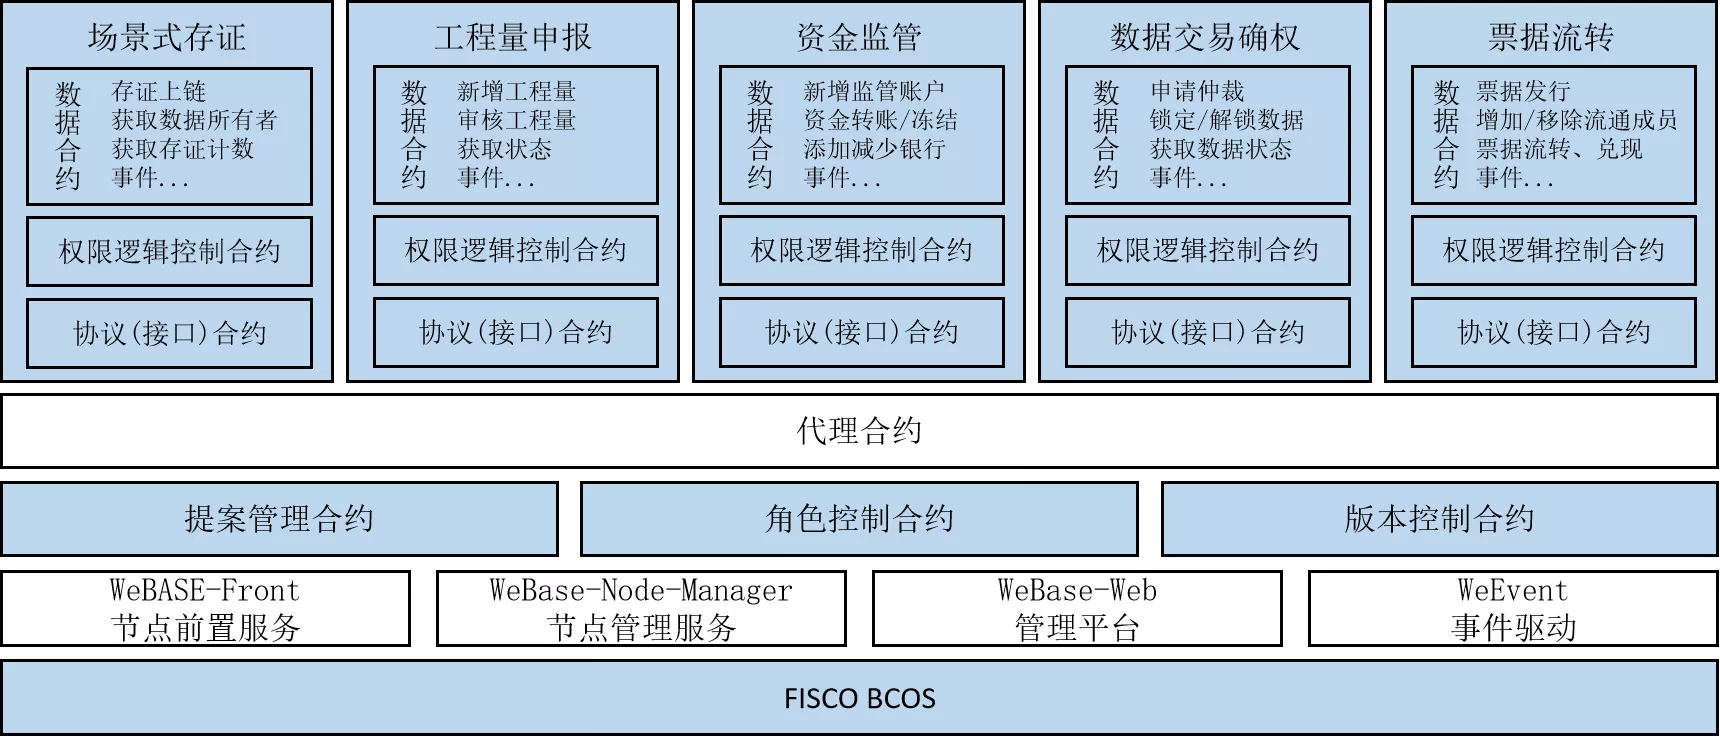 场景式存证
数据合约
存证上链
获取数据所有者
获取存证计数
事件...
权限逻辑控制合约
协议(接口)合约
工程量申报
数据合约
新增工程量
审核工程量
获取状态
事件...
权限逻辑控制合约
协议(接口)合约
资金监管
数据合约
新增监管账户
资金转账/冻结
添加减少银行
事件...
权限逻辑控制合约
协议(接口)合约
数据交易确权
数据合约
申请仲裁
锁定/解锁数据
获取数据状态
事件...
权限逻辑控制合约
协议(接口)合约
票据流转
数据合约
票据发行
增加/移除流通成员
票据流转、兑现
事件...
权限逻辑控制合约
协议(接口)合约
代理合约
提案管理合约
角色控制合约
版本控制合约
WeBASE-Front
节点前置服务
WeBase-Node-Manager
节点管理服务
WeBase-Web
管理平台
WeEvent
事件驱动
FISCO BCOS